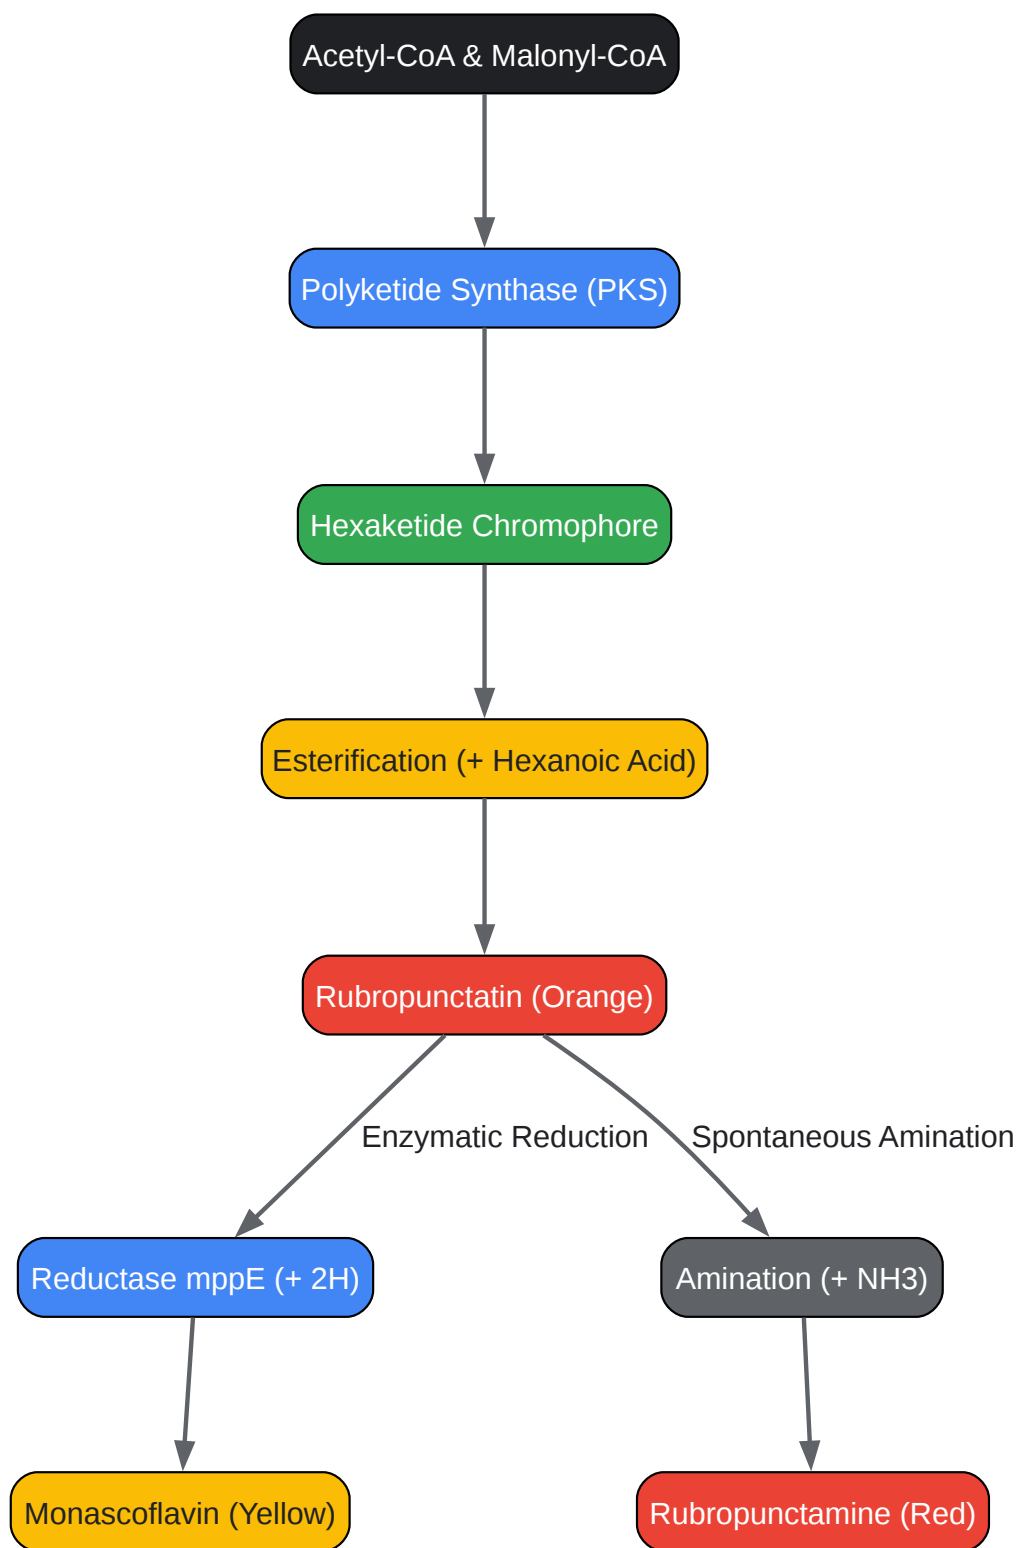 Acetyl-CoA & Malonyl-CoA
Polyketide Synthase (PKS)
Hexaketide Chromophore
Esterification (+ Hexanoic Acid)
Rubropunctatin (Orange)
Enzymatic Reduction
Spontaneous Amination
Reductase mppE (+ 2H)
Amination (+ NH3)
Monascoflavin (Yellow)
Rubropunctamine (Red)